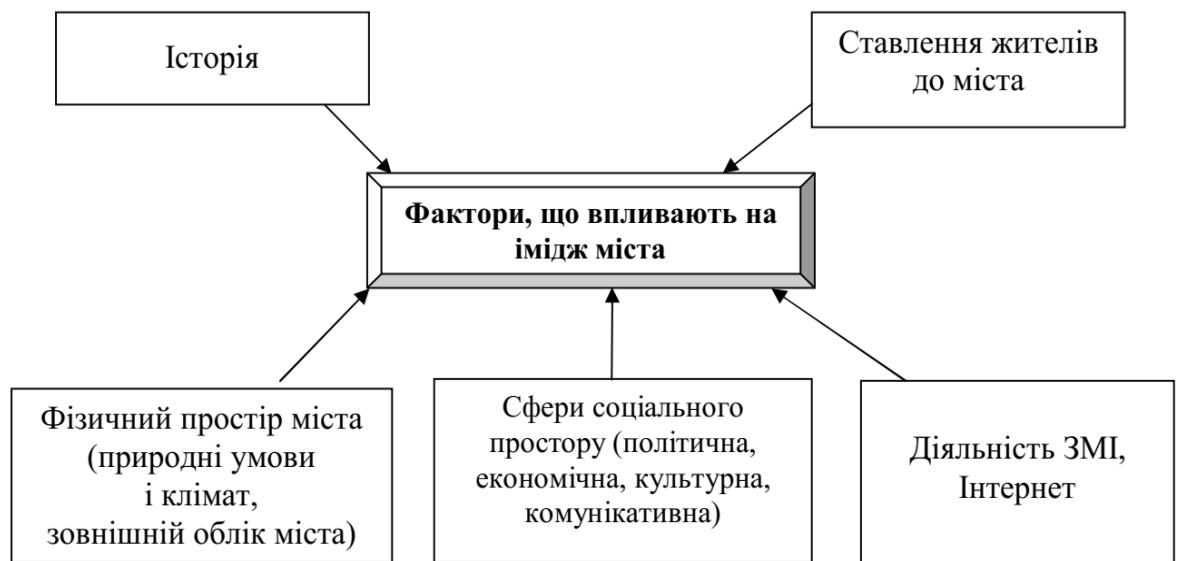 Історія
Ставлення жителів
до міста
Фактори, що впливають на
імідж міста
Фізичний простір міста
(природні умови
і клімат,
зовнішній облік міста)
Сфери соціального
простору (політична,
економічна, культурна,
комунікативна)
Діяльність ЗМІ,
Інтернет